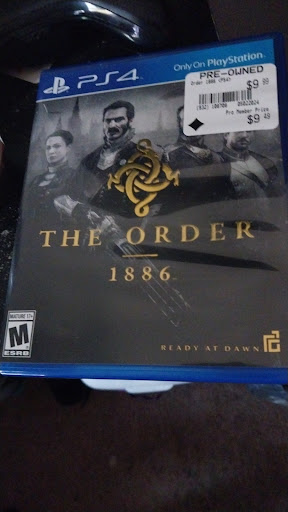 Only On PlayStation
PS4
PRE-OWNED
Order 1886 (PS4)
$9.99
Pro Member Price
$9.49
THE ORDER
1886
MATURE 17+
M
ESRB
READY AT DAWN